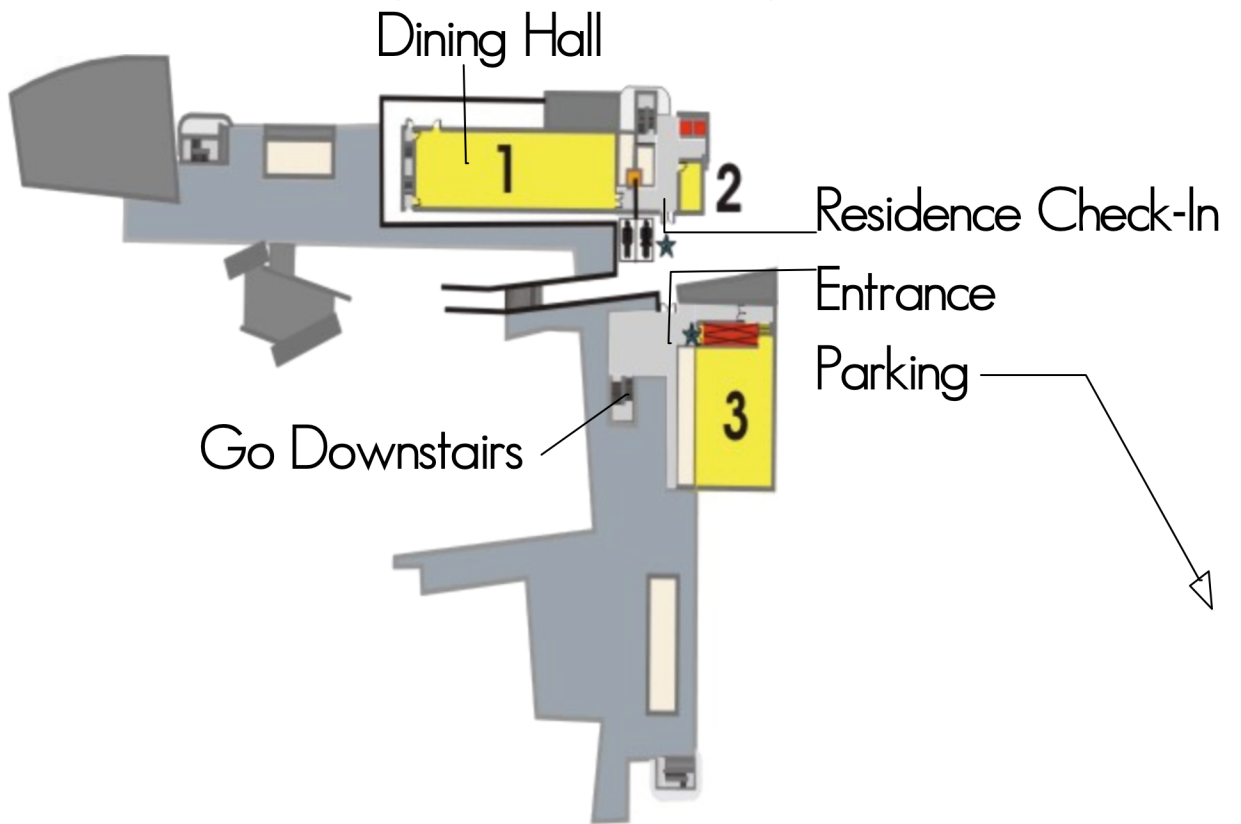 Dining Hall
1
2
Residence Check-In
Entrance
Parking
3
Go Downstairs